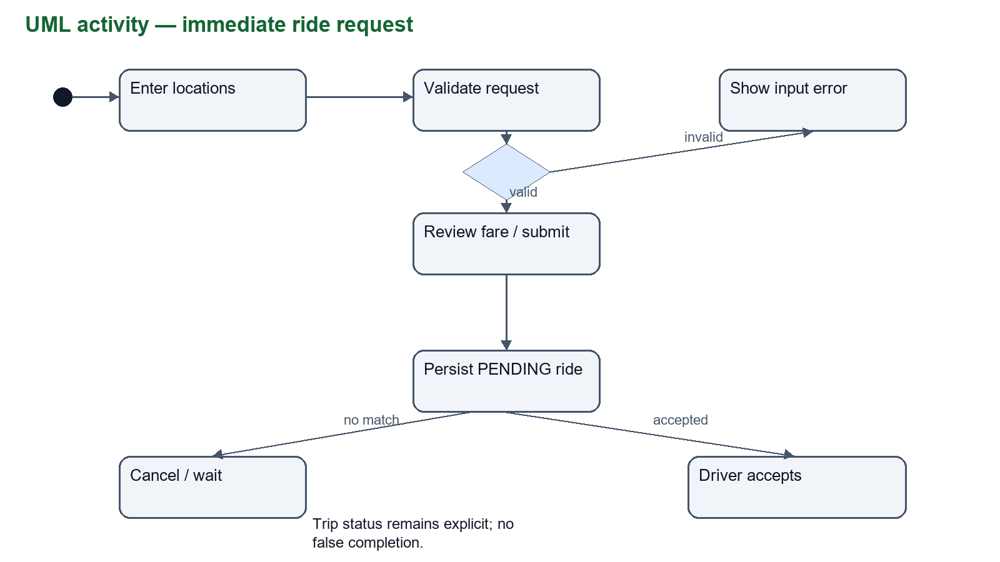 UML activity — immediate ride request
Enter locations
Validate request
Show input error
invalid
valid
Review fare / submit
Persist PENDING ride
no match
accepted
Cancel / wait
Driver accepts
Trip status remains explicit; no
false completion.